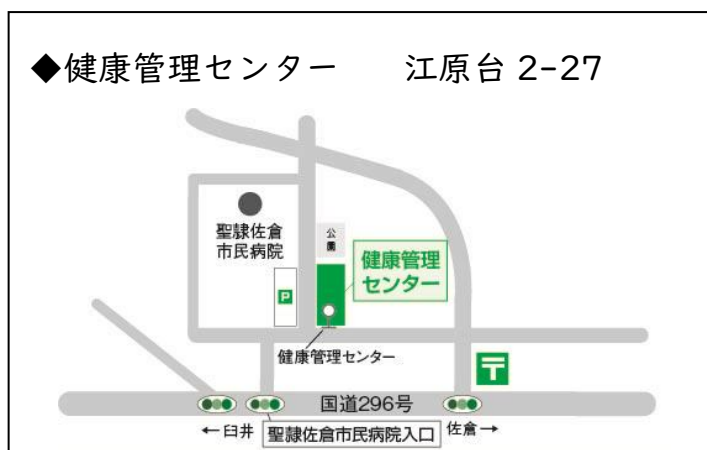 ◆健康管理センター 江原台 2-27
聖隷佐倉
市民病院
公園
健康管理
センター
P
健康管理センター
〒
国道296号
←臼井
聖隷佐倉市民病院入口
佐倉→